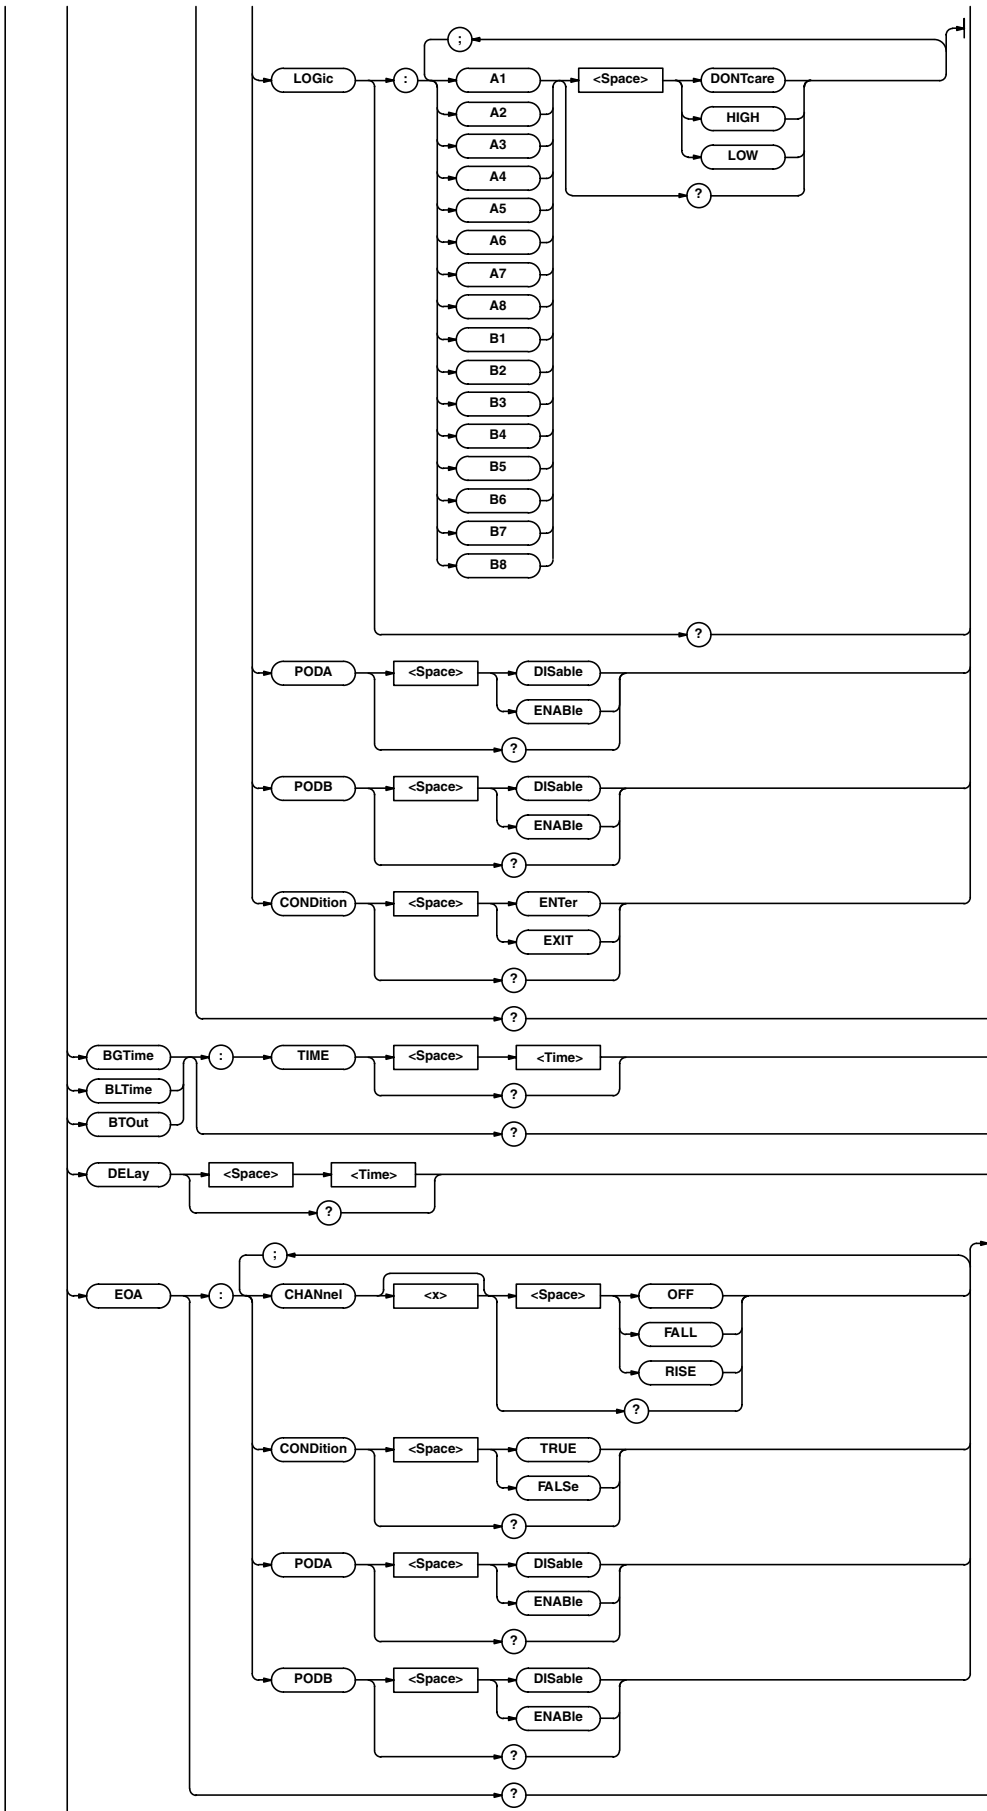 ;
LOGic : A1 <Space> DONTcare
A2 HIGH
A3 LOW
A4
A5 ?
A6
A7
A8
B1
B2
B3
B4
B5
B6
B7
B8
?
PODA <Space> DISable
ENABle
?
PODB <Space> DISable
ENABle
?
CONDition <Space> ENTer
EXIT
?
?
BGTime : TIME <Space> <Time>
BLTime ?
BTOut
?
DELay <Space> <Time>
?
;
EOA : CHANnel <x> <Space> OFF
FALL
RISE
?
CONDition <Space> TRUE
FALSe
?
PODA <Space> DISable
ENABle
?
PODB <Space> DISable
ENABle
?
?